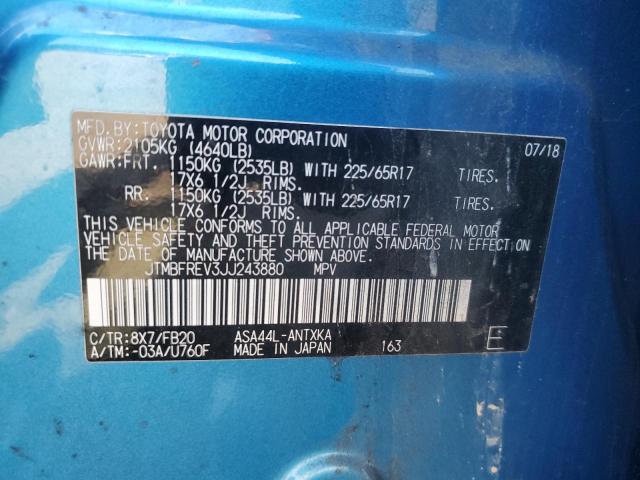 MFD. BY: TOYOTA MOTOR CORPORATION 07/18
GVWR: 2105KG (4640LB)
GAWR: FRT. 1150KG (2535LB) WITH 225/65R17 TIRES.
17X6 1/2J RIMS.
RR. 1150KG (2535LB) WITH 225/65R17 TIRES.
17X6 1/2J RIMS.
THIS VEHICLE CONFORMS TO ALL APPLICABLE FEDERAL MOTOR
VEHICLE SAFETY AND THEFT PREVENTION STANDARDS IN EFFECT ON
THE DATE OF MANUFACTURE SHOWN ABOVE.
JTMBFREV3JJ243880 MPV
C/TR: 8X7/FB20 ASA44L-ANTXKA
A/TM: -03A/U760F MADE IN JAPAN 163 E